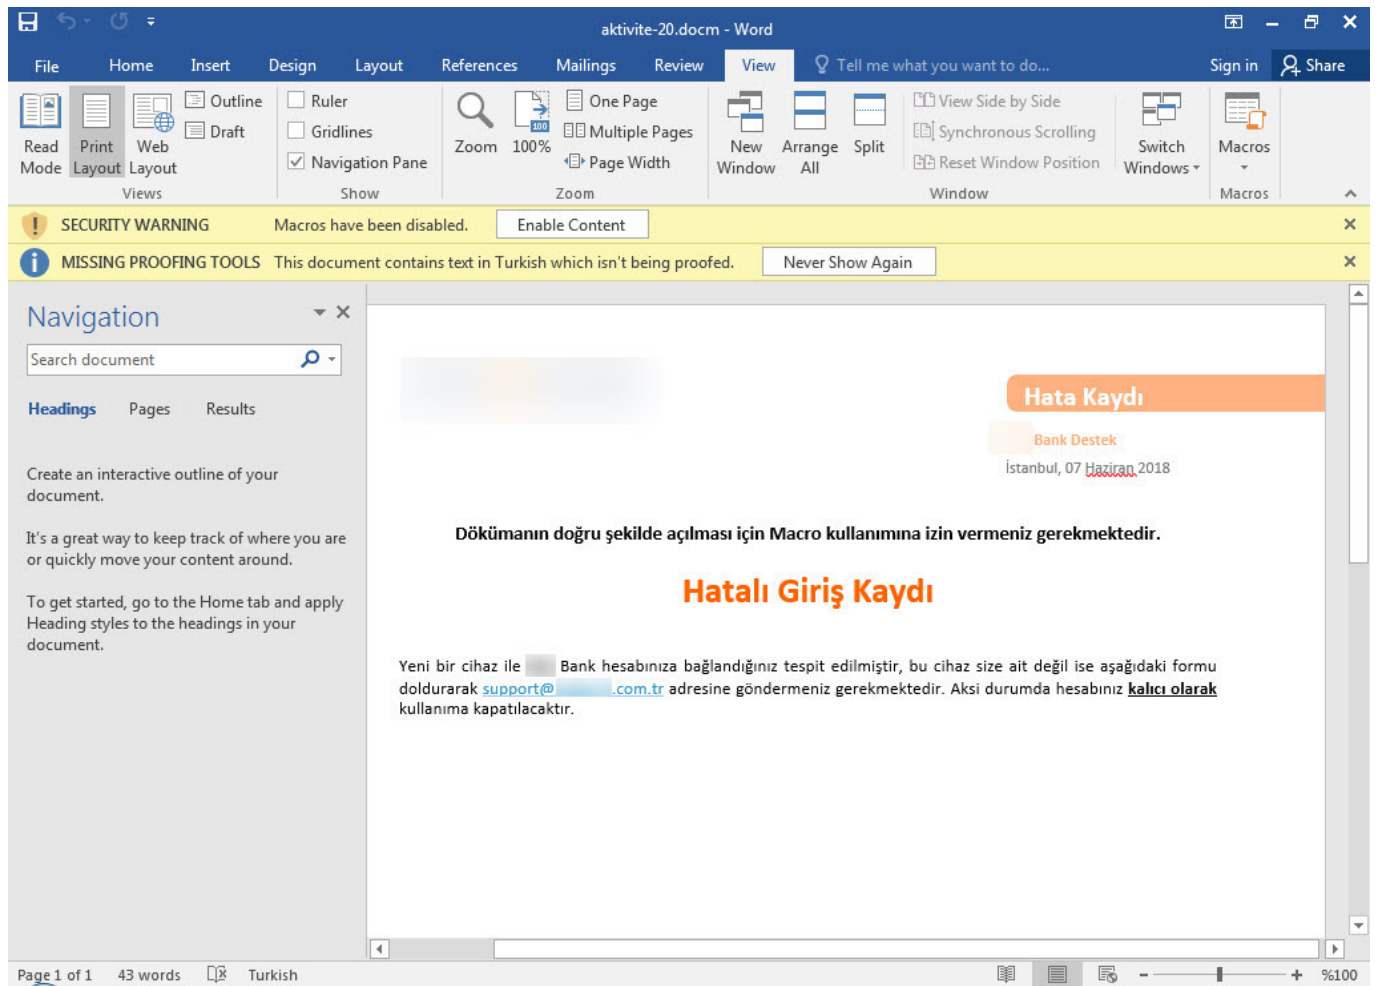 aktivite-20.docm - Word
File Home Insert Design Layout References Mailings Review View Tell me what you want to do... Sign in Share
Read Mode
Print Layout
Web Layout
Outline
Draft
Views
Ruler
Gridlines
Navigation Pane
Show
Zoom
100
100%
One Page
Multiple Pages
Page Width
Zoom
New Window
Arrange All
Split
View Side by Side
Synchronous Scrolling
Reset Window Position
Switch Windows
Window
Macros
Macros
SECURITY WARNING Macros have been disabled. Enable Content
MISSING PROOFING TOOLS This document contains text in Turkish which isn't being proofed. Never Show Again
Navigation
Search document
Headings Pages Results
Create an interactive outline of your
document.
It's a great way to keep track of where you are
or quickly move your content around.
To get started, go to the Home tab and apply
Heading styles to the headings in your
document.
Hata Kaydı
Bank Destek
İstanbul, 07 Haziran 2018
Dökümanın doğru şekilde açılması için Macro kullanımına izin vermeniz gerekmektedir.
Hatalı Giriş Kaydı
Yeni bir cihaz ile Bank hesabınıza bağlandığınız tespit edilmiştir, bu cihaz size ait değil ise aşağıdaki formu
doldurarak support@ .com.tr adresine göndermeniz gerekmektedir. Aksi durumda hesabınız kalıcı olarak
kullanıma kapatılacaktır.
Page 1 of 1 43 words Turkish %100